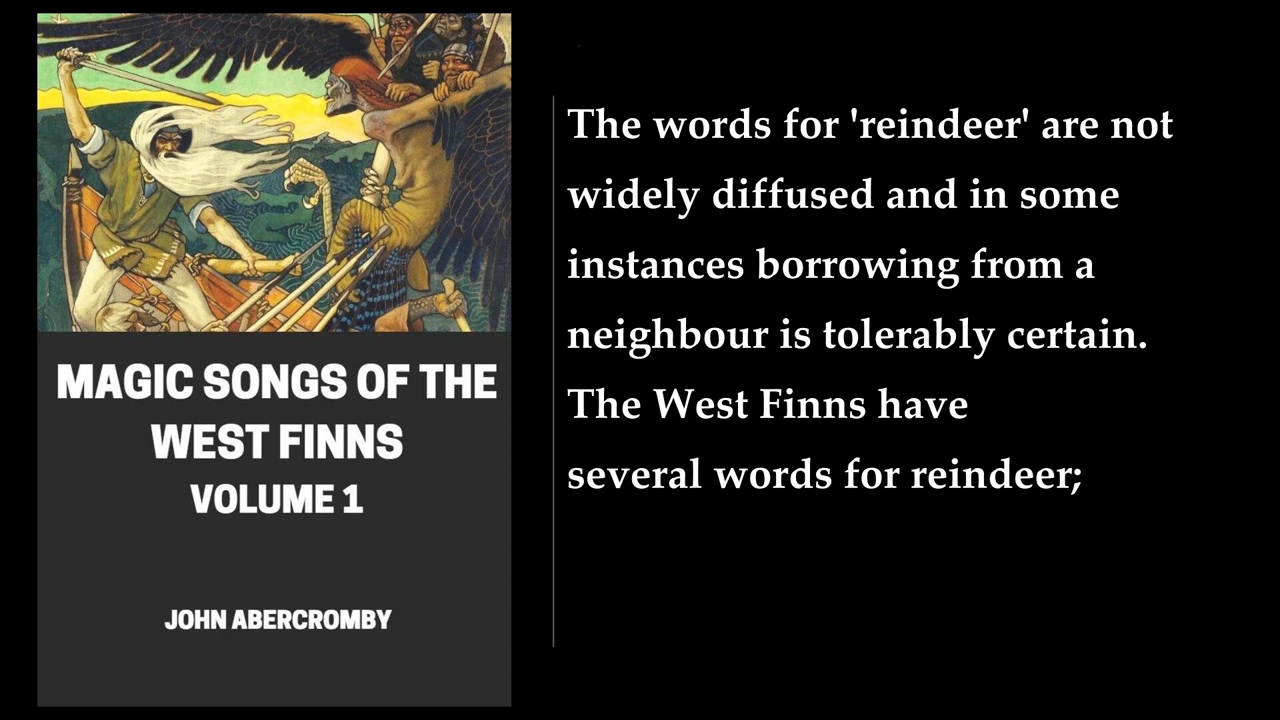 MAGIC SONGS OF THE
WEST FINNS
VOLUME 1
JOHN ABERCROMBY
The words for 'reindeer' are not
widely diffused and in some
instances borrowing from a
neighbour is tolerably certain.
The West Finns have
several words for reindeer;